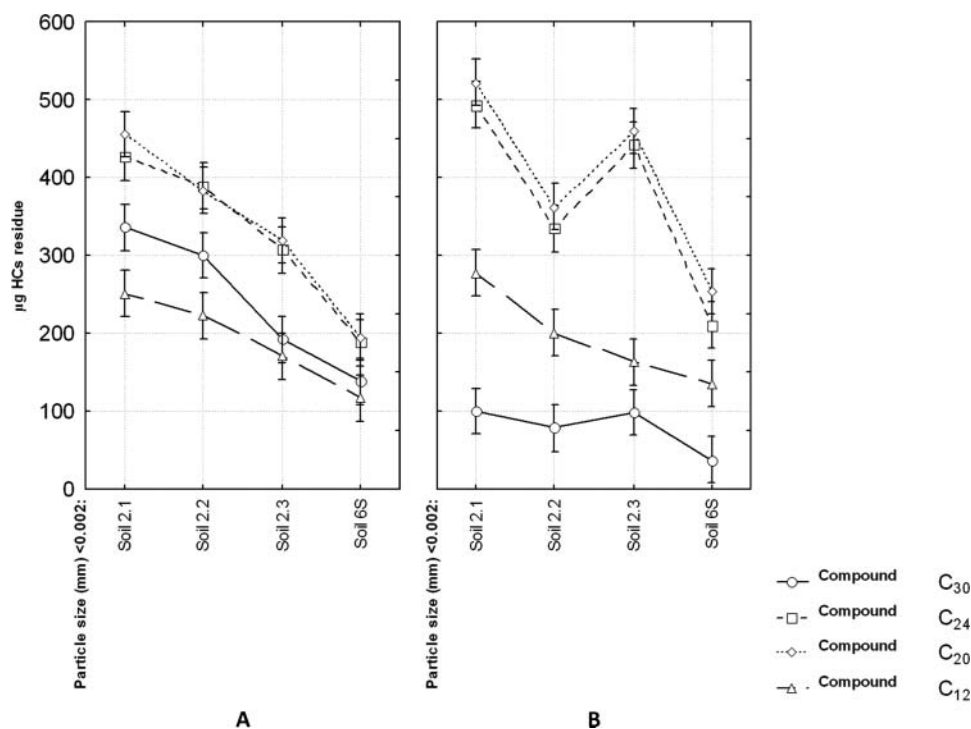 600
500
400
300
200
100
0
µg HCs residue
Particle size (mm) <0.002::
Soil 2.1
Soil 2.2
Soil 2.3
Soil 6S
A
Particle size (mm) <0.002::
Soil 2.1
Soil 2.2
Soil 2.3
Soil 6S
B
Compound C₃₀
Compound C₂₄
Compound C₂₀
Compound C₁₂